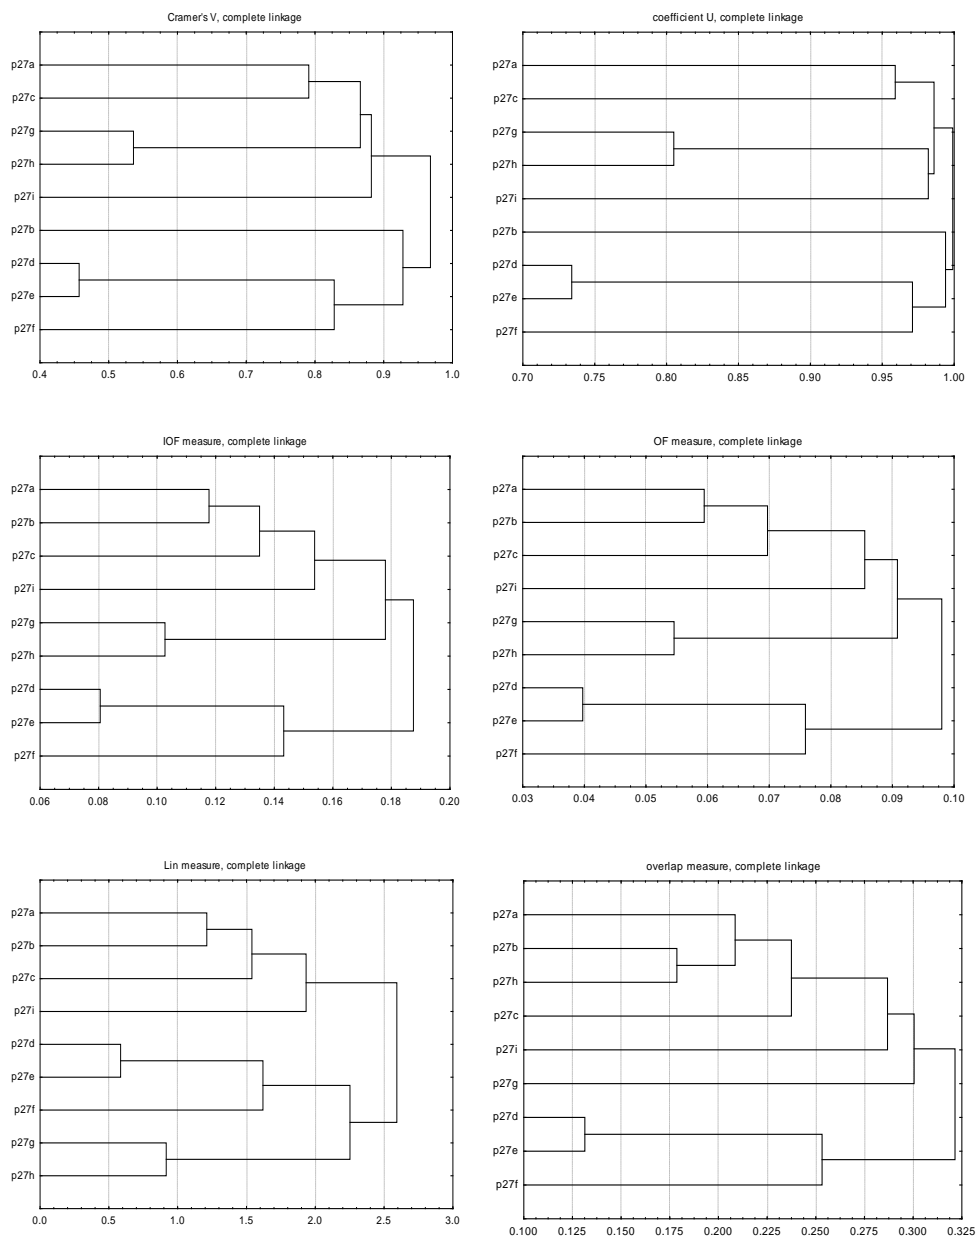 Cramer's V, complete linkage
p27a
p27c
p27g
p27h
p27i
p27b
p27d
p27e
p27f
0.4 0.5 0.6 0.7 0.8 0.9 1.0
coefficient U, complete linkage
p27a
p27c
p27g
p27h
p27i
p27b
p27d
p27e
p27f
0.70 0.75 0.80 0.85 0.90 0.95 1.00
IOF measure, complete linkage
p27a
p27b
p27c
p27i
p27g
p27h
p27d
p27e
p27f
0.06 0.08 0.10 0.12 0.14 0.16 0.18 0.20
OF measure, complete linkage
p27a
p27b
p27c
p27i
p27g
p27h
p27d
p27e
p27f
0.03 0.04 0.05 0.06 0.07 0.08 0.09 0.10
Lin measure, complete linkage
p27a
p27b
p27c
p27i
p27d
p27e
p27f
p27g
p27h
0.0 0.5 1.0 1.5 2.0 2.5 3.0
overlap measure, complete linkage
p27a
p27b
p27h
p27c
p27i
p27g
p27d
p27e
p27f
0.100 0.125 0.150 0.175 0.200 0.225 0.250 0.275 0.300 0.325